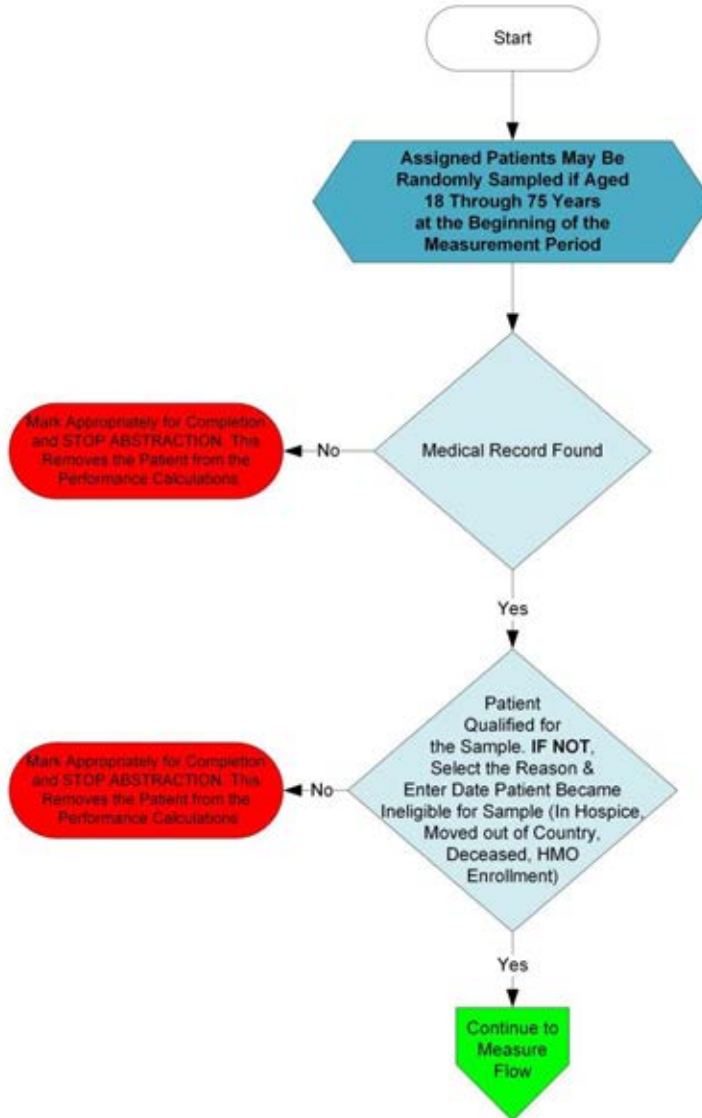 Start
Assigned Patients May Be
Randomly Sampled if Aged
18 Through 75 Years
at the Beginning of the
Measurement Period
Medical Record Found
No
Mark Appropriately for Completion
and STOP ABSTRACTION. This
Removes the Patient from the
Performance Calculations
Yes
Patient
Qualified for
the Sample. IF NOT,
Select the Reason &
Enter Date Patient Became
Ineligible for Sample (In Hospice,
Moved out of Country,
Deceased, HMO
Enrollment)
No
Mark Appropriately for Completion
and STOP ABSTRACTION. This
Removes the Patient from the
Performance Calculations
Yes
Continue to
Measure
Flow